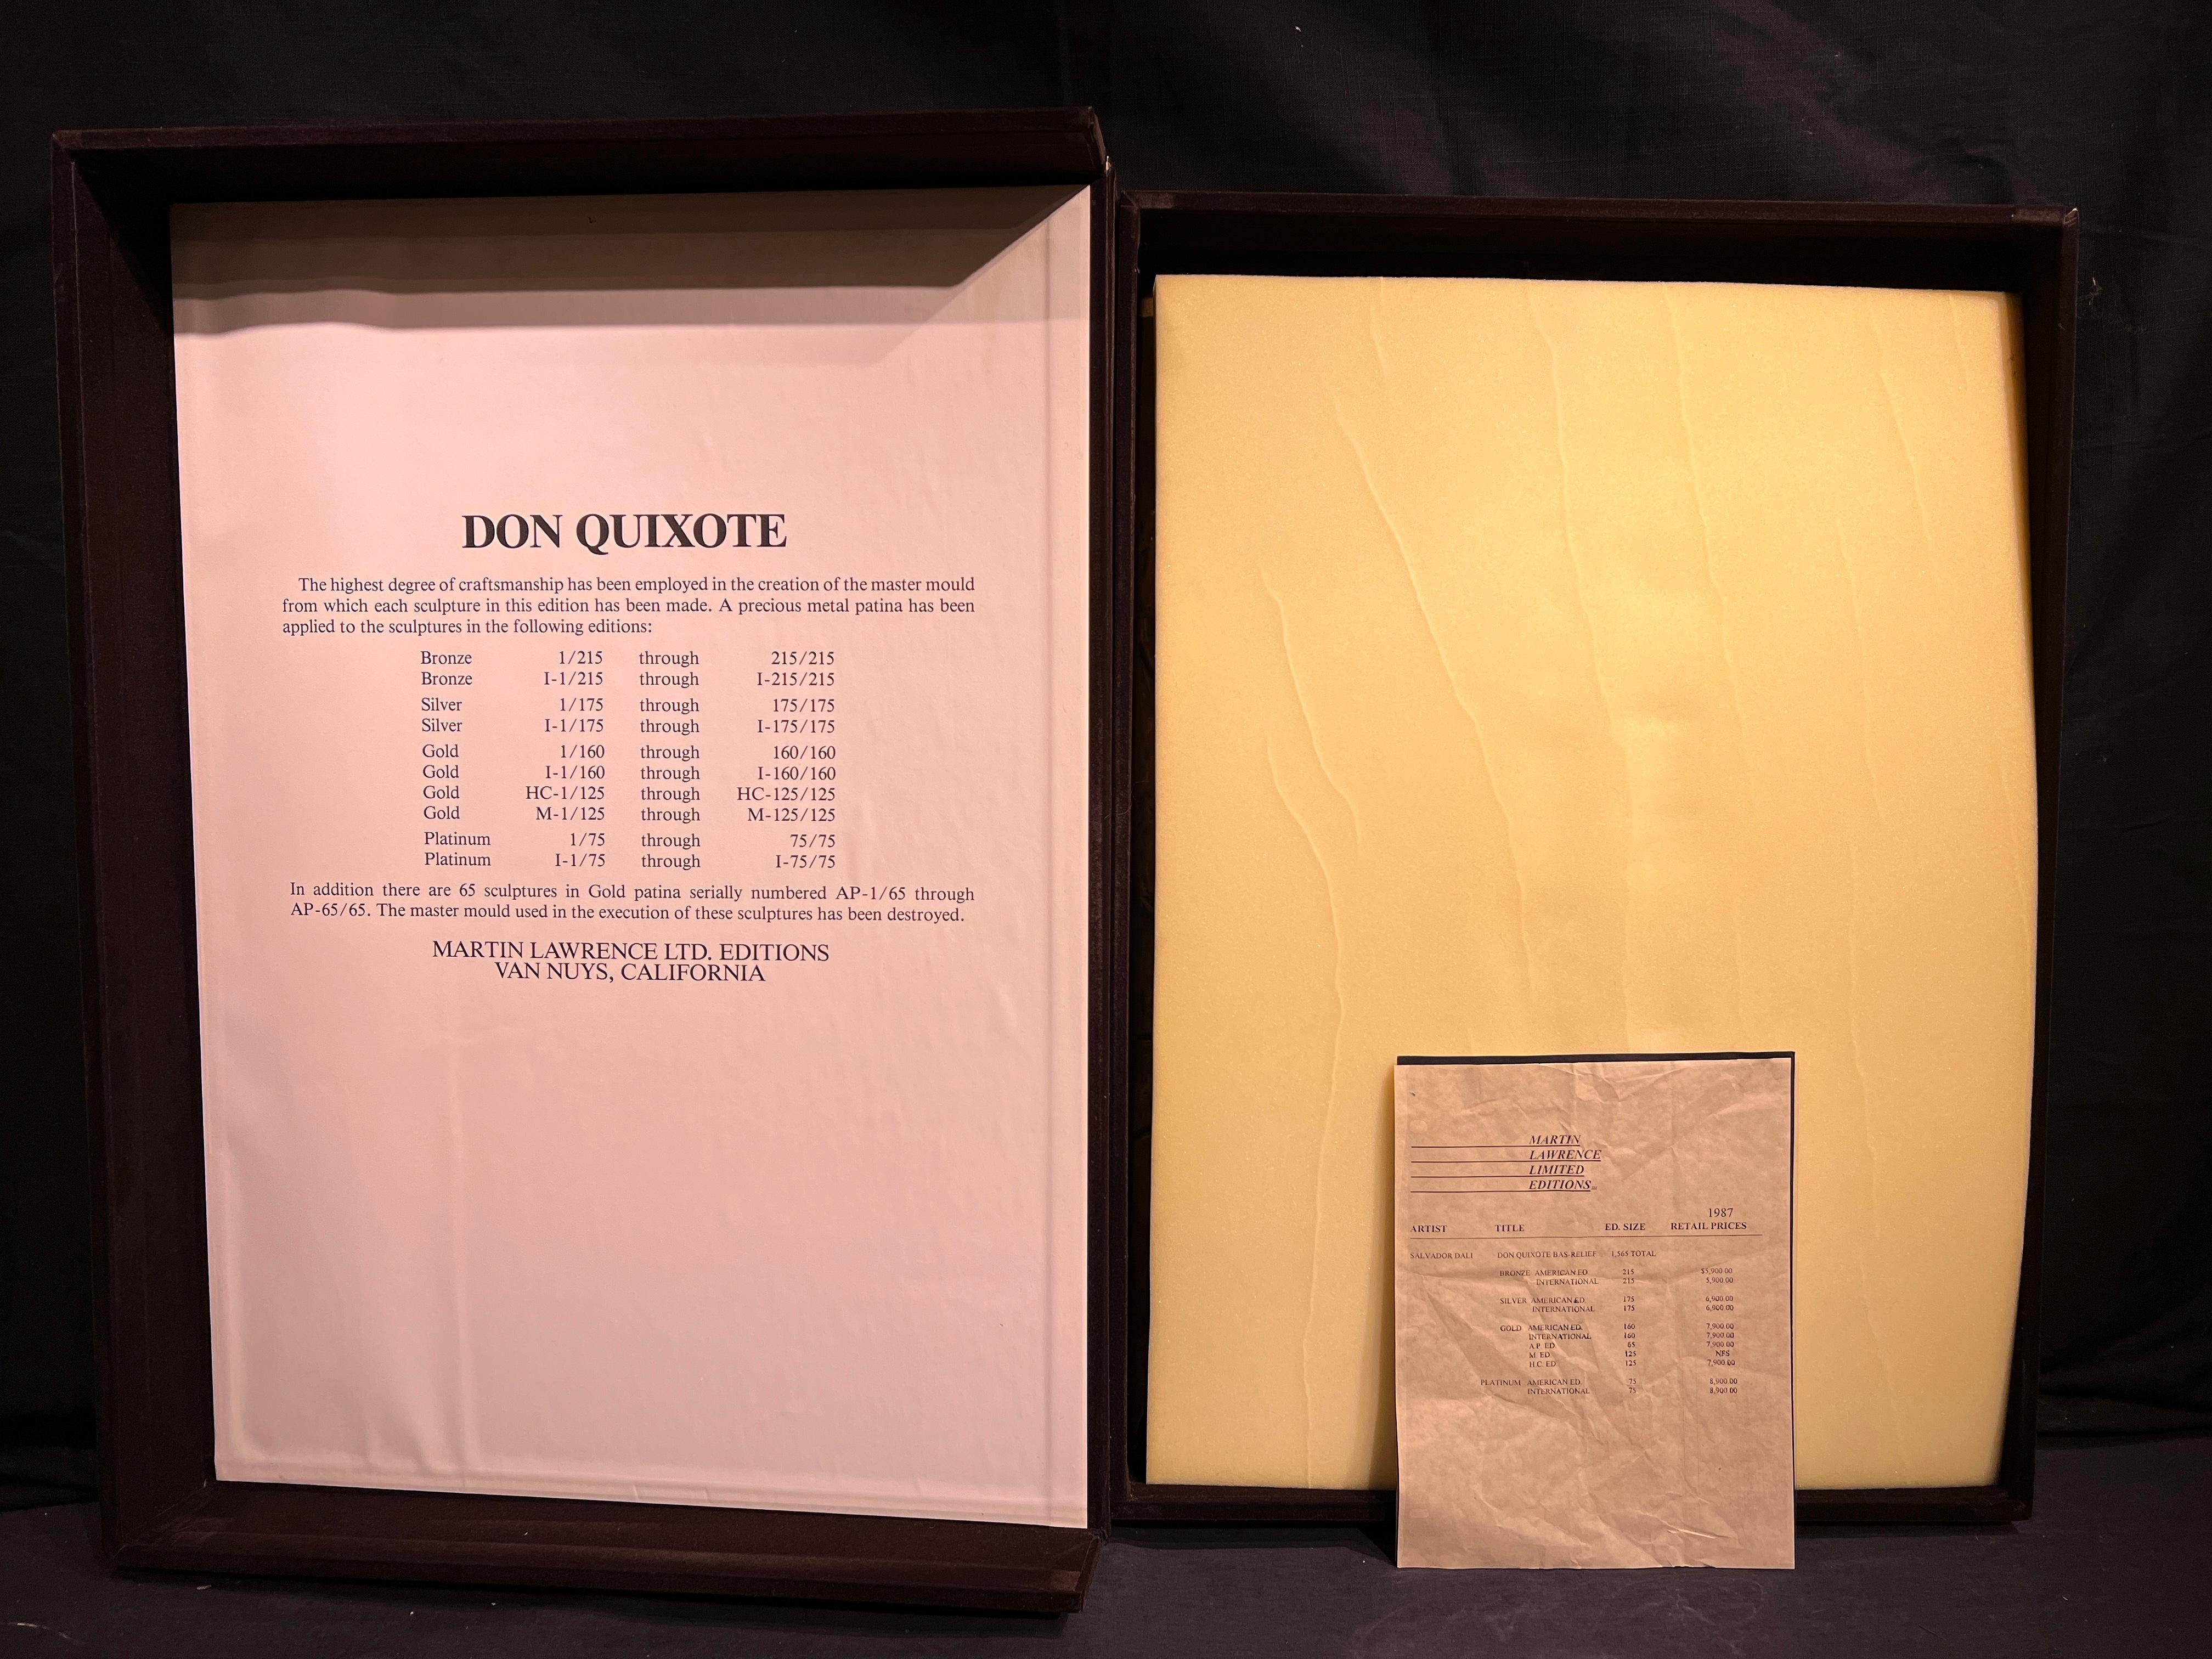 DON QUIXOTE
The highest degree of craftsmanship has been employed in the creation of the master mould
from which each sculpture in this edition has been made. A precious metal patina has been
applied to the sculptures in the following editions:
Bronze 1/215 through 215/215
Bronze I-1/215 through I-215/215
Silver 1/175 through 175/175
Silver I-1/175 through I-175/175
Gold 1/160 through 160/160
Gold I-1/160 through I-160/160
Gold HC-1/125 through HC-125/125
Gold M-1/125 through M-125/125
Platinum 1/75 through 75/75
Platinum I-1/75 through I-75/75
In addition there are 65 sculptures in Gold patina serially numbered AP-1/65 through
AP-65/65. The master mould used in the execution of these sculptures has been destroyed.
MARTIN LAWRENCE LTD. EDITIONS
VAN NUYS, CALIFORNIA
MARTIN
LAWRENCE
LIMITED
EDITIONS
1987
ARTIST TITLE ED. SIZE RETAIL PRICES
SALVADOR DALI DON QUIXOTE BAS-RELIEF 1,565 TOTAL
BRONZE AMERICAN ED. 215 $5,900.00
INTERNATIONAL 215 5,900.00
SILVER AMERICAN ED. 175 6,900.00
INTERNATIONAL 175 6,900.00
GOLD AMERICAN ED. 160 7,900.00
INTERNATIONAL 160 7,900.00
A.P. ED. 65 7,900.00
M. ED. 125 NFS
H.C. ED. 125 7,900.00
PLATINUM AMERICAN ED. 75 8,900.00
INTERNATIONAL 75 8,900.00